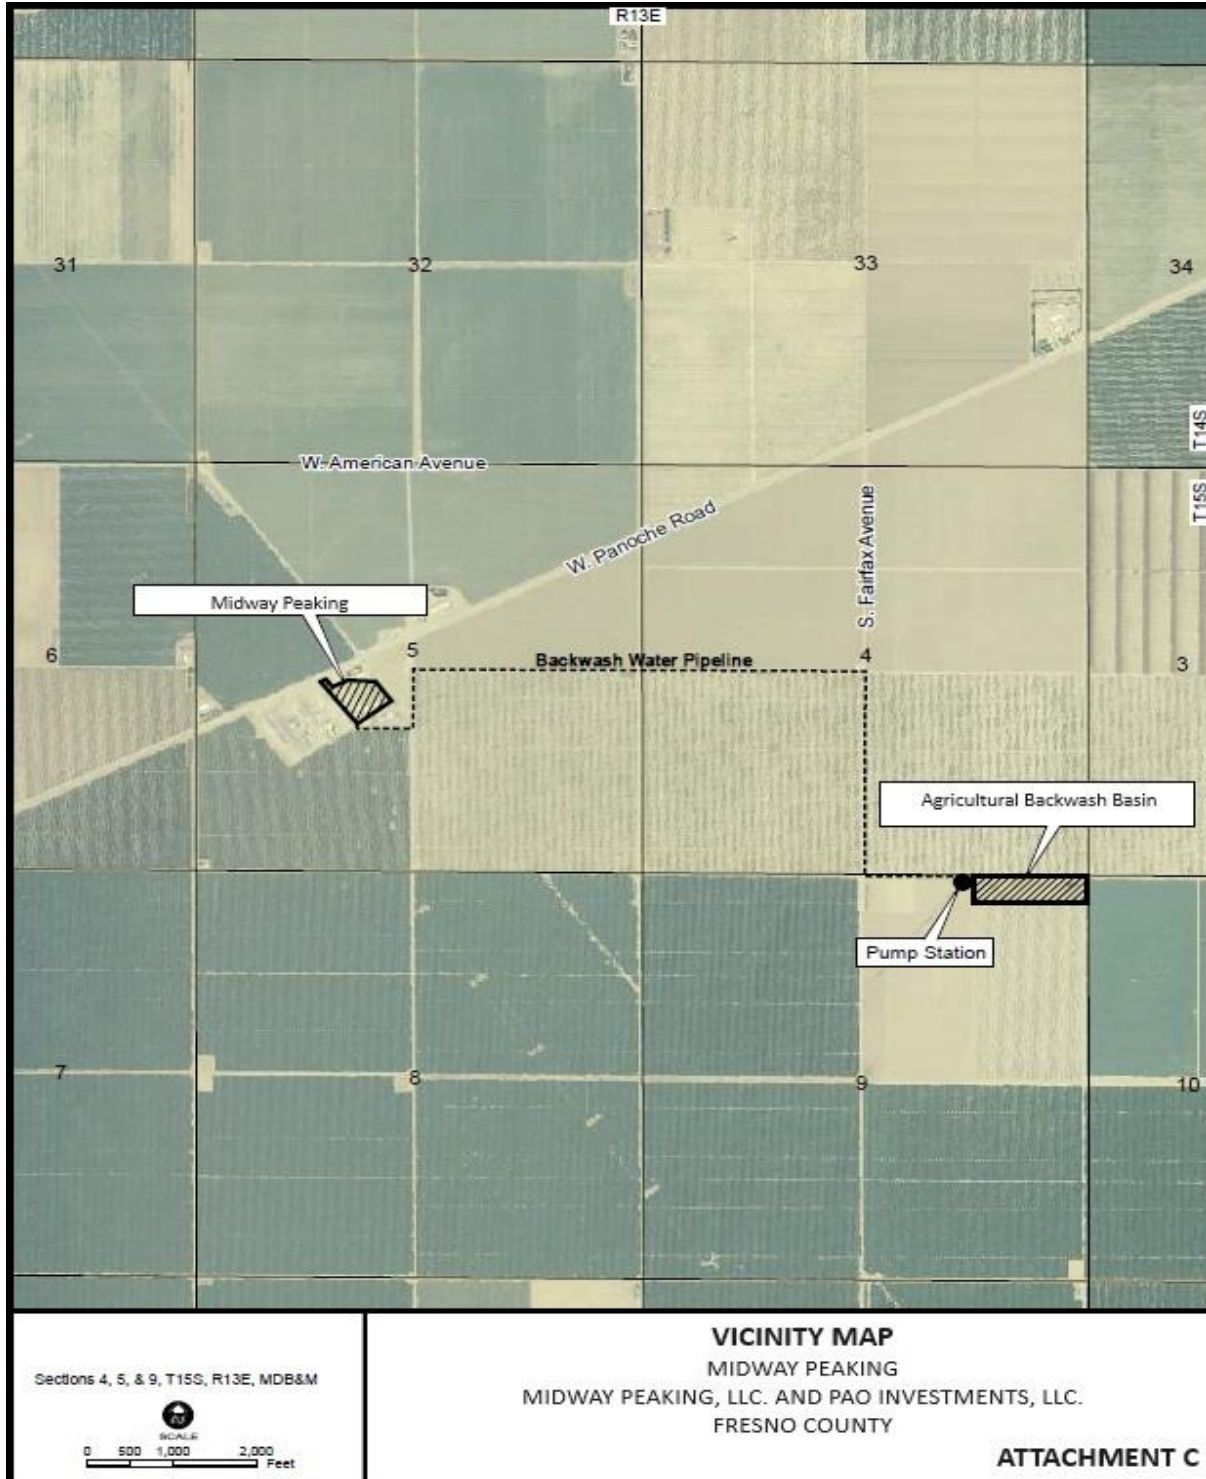 R13E
31
32
33
34
T14S
W. American Avenue
T15S
W. Panoche Road
S. Fairfax Avenue
Midway Peaking
6
5
Backwash Water Pipeline
4
3
Agricultural Backwash Basin
Pump Station
7
8
9
10
Sections 4, 5, & 9, T15S, R13E, MDB&M
SCALE
0 500 1,000 2,000
Feet
VICINITY MAP
MIDWAY PEAKING
MIDWAY PEAKING, LLC. AND PAO INVESTMENTS, LLC.
FRESNO COUNTY
ATTACHMENT C